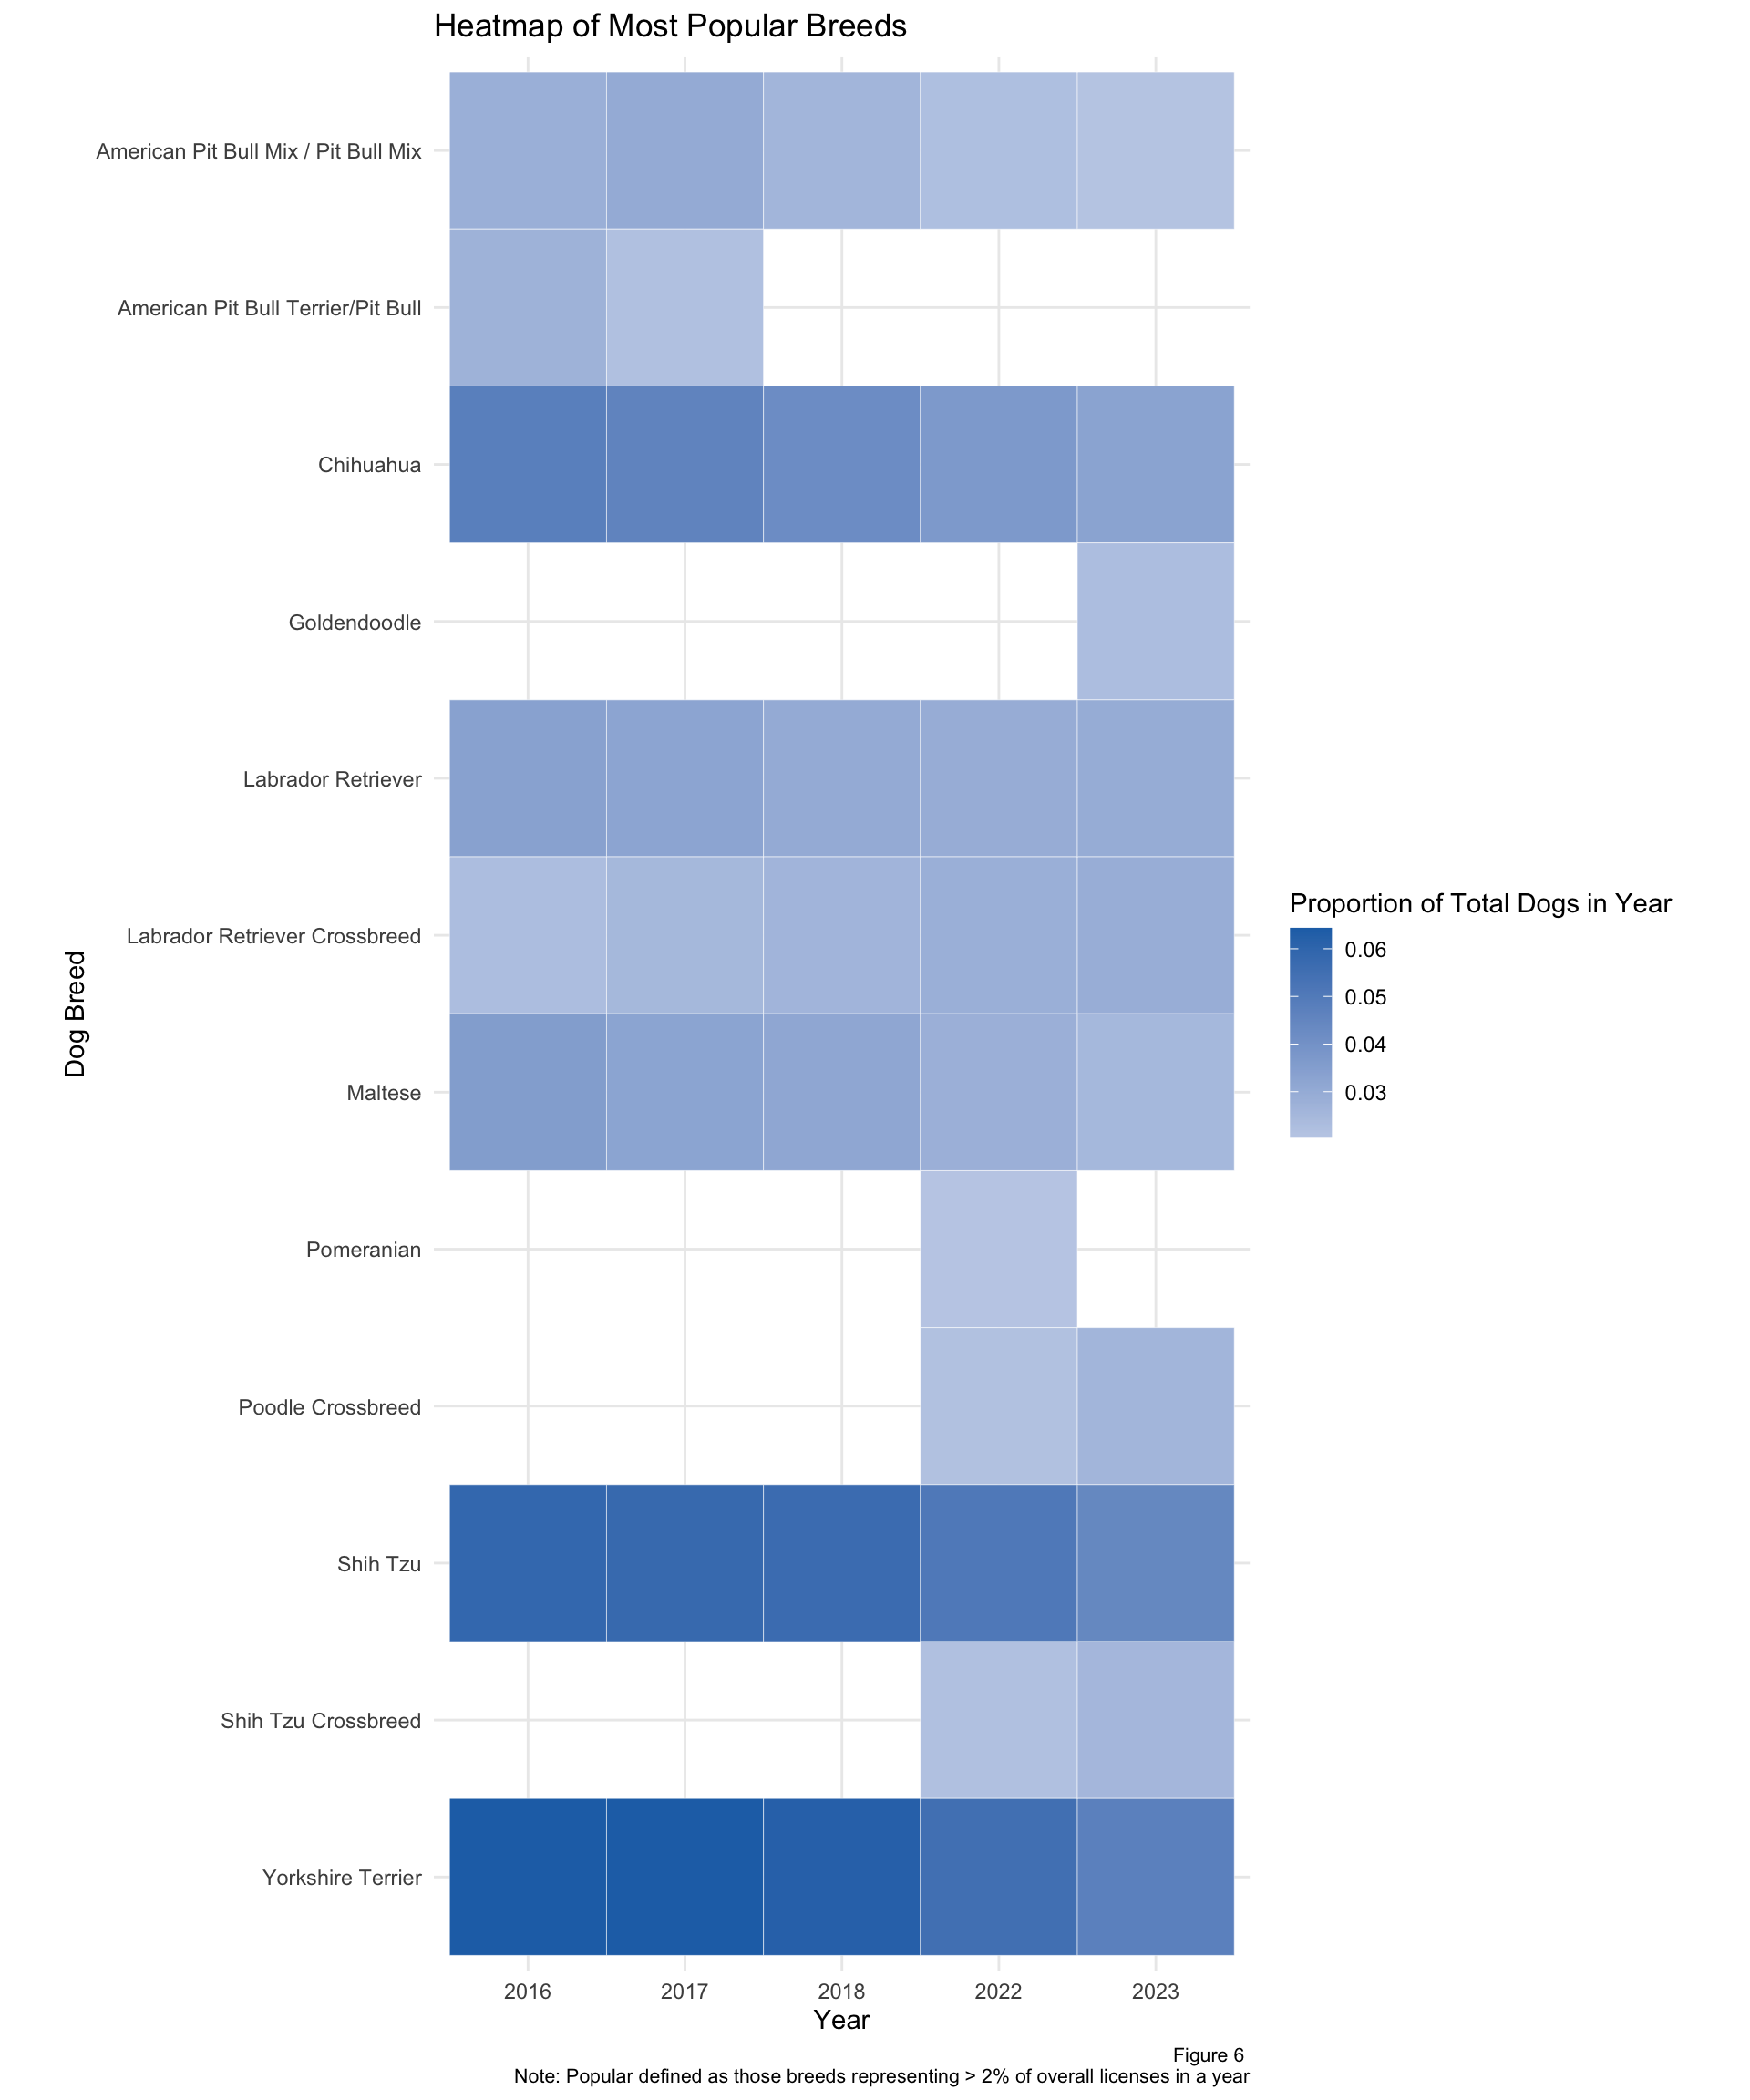 Heatmap of Most Popular Breeds
American Pit Bull Mix / Pit Bull Mix
American Pit Bull Terrier/Pit Bull
Chihuahua
Goldendoodle
Labrador Retriever
Labrador Retriever Crossbreed
Maltese
Pomeranian
Poodle Crossbreed
Shih Tzu
Shih Tzu Crossbreed
Yorkshire Terrier
Dog Breed
2016
2017
2018
2022
2023
Year
Proportion of Total Dogs in Year
0.06
0.05
0.04
0.03
Figure 6
Note: Popular defined as those breeds representing > 2% of overall licenses in a year